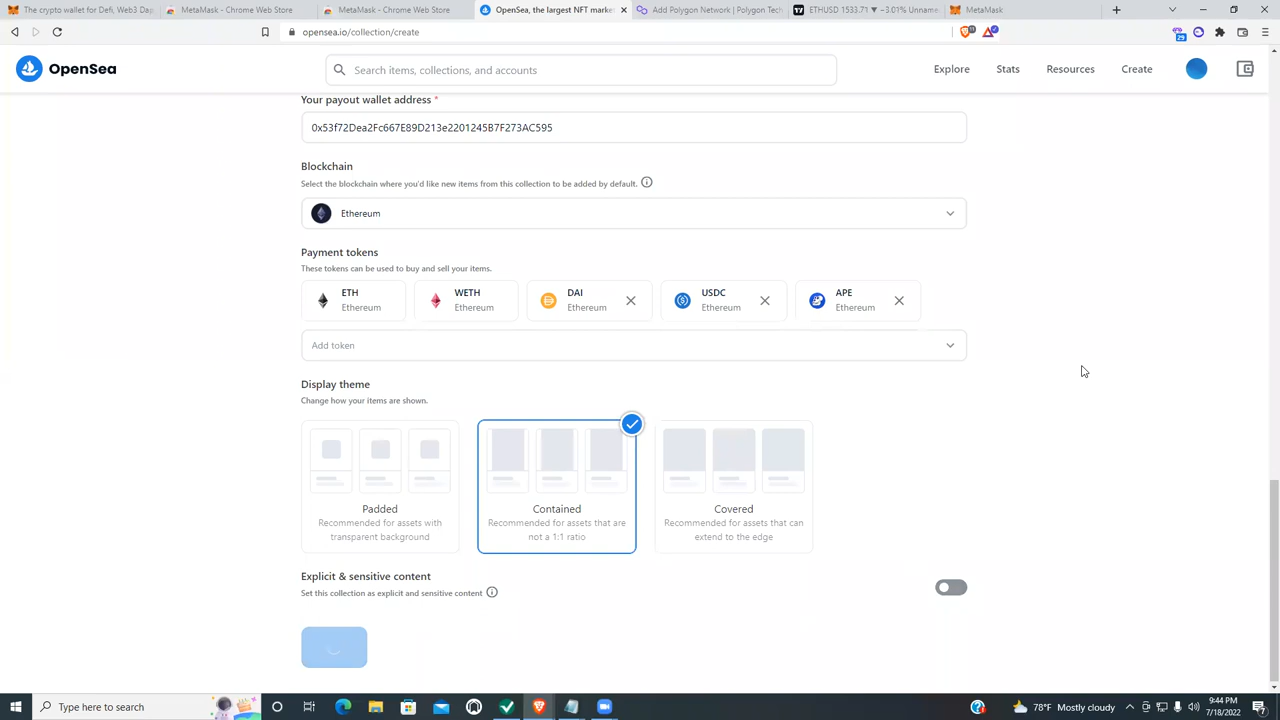 The crypto wallet for Defi, Web3 Dap
MetaMask - Chrome Web Store
MetaMask - Chrome Web Store
OpenSea, the largest NFT marke
Add Polygon Network | Polygon Tech
ETHUSD 1533.71 ▼ −3.01% Unname
MetaMask
opensea.io/collection/create
29
OpenSea
Search items, collections, and accounts
Explore
Stats
Resources
Create
Your payout wallet address *
0x53f72Dea2Fc667E89D213e2201245B7F273AC595
Blockchain
Select the blockchain where you'd like new items from this collection to be added by default.
Ethereum
Payment tokens
These tokens can be used to buy and sell your items.
ETH
Ethereum
WETH
Ethereum
DAI
Ethereum
USDC
Ethereum
APE
Ethereum
Add token
Display theme
Change how your items are shown.
Padded
Recommended for assets with
transparent background
Contained
Recommended for assets that are
not a 1:1 ratio
Covered
Recommended for assets that can
extend to the edge
Explicit & sensitive content
Set this collection as explicit and sensitive content
Type here to search
78°F Mostly cloudy
9:44 PM
7/18/2022